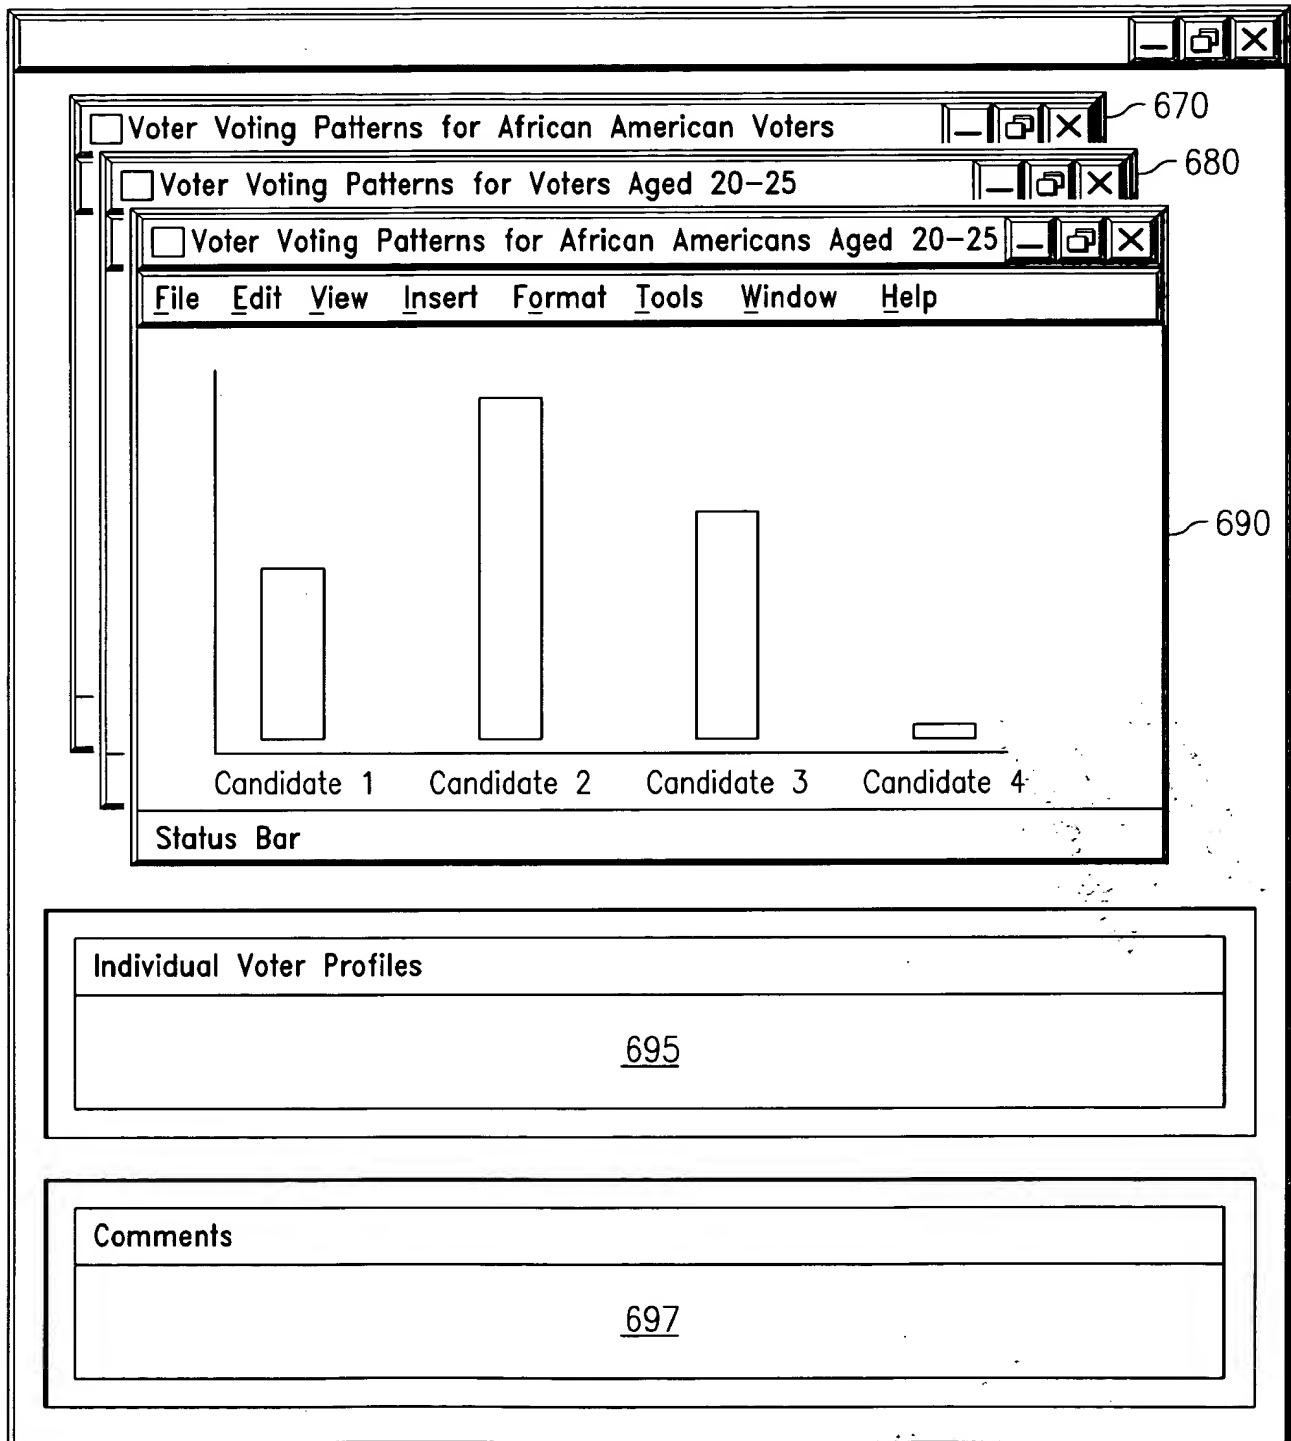 Voter Voting Patterns for African American Voters
670
Voter Voting Patterns for Voters Aged 20-25
680
Voter Voting Patterns for African Americans Aged 20-25
File Edit View Insert Format Tools Window Help
690
Candidate 1 Candidate 2 Candidate 3 Candidate 4
Status Bar
Individual Voter Profiles
695
Comments
697